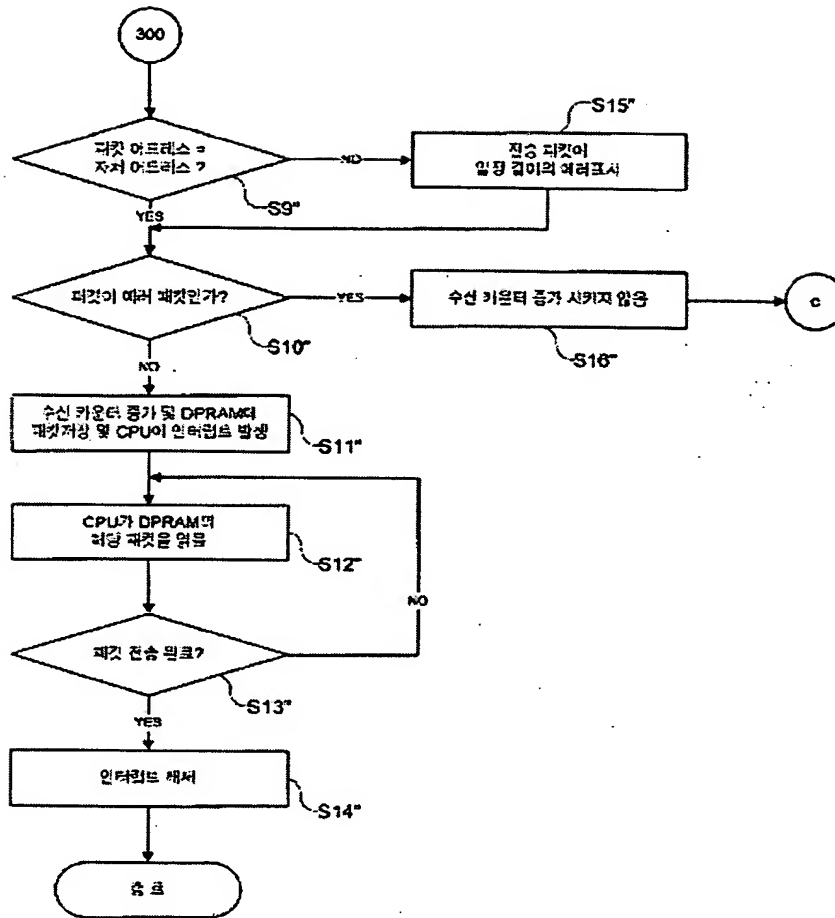 300
패킷 어드레스 =
자저 어드레스 ?
NO
S15"
전송 패킷에
일정 길이의 에러표시
S9"
YES
패킷이 에러 패킷인가?
YES
수신 카운터 증가 시키지 않음
c
S10"
S16"
NO
수신 카운터 증가 및 DPRAM에
패킷저장 및 CPU에 인터럽트 발생
S11"
CPU가 DPRAM의
해당 패킷을 읽음
S12"
NO
패킷 전송 완료?
S13"
YES
인터럽트 해제
S14"
종 료